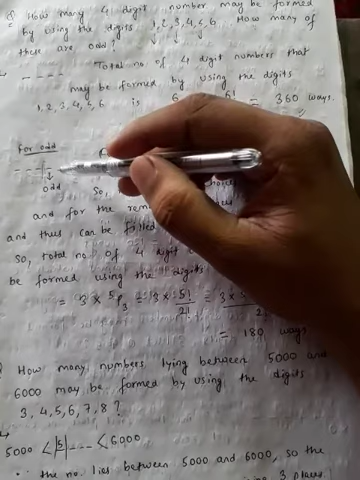 Q How many 4 digit number may be formed
by using the digits 1,2,3,4,5,6 How many of
these are odd?
→ - - - - Total no of 4 digit numbers that
may be formed by using the digits
1,2,3,4,5,6 is 6 6! = 360 ways.
For odd
- - - -
odd So,
and for the
and thus can be filled
So, total no. of 4 digit
be formed using the digits
= 3 × 5P3 = 3 × 5!/2! = 3 ×
= 180 ways
How many numbers lying between 5000 and
6000 may be formed by using the digits
3, 4, 5, 6, 7, 8 ?
5000 < |5| - - - < 6000
∵ the no. lies between 5000 and 6000, so the
3 places.